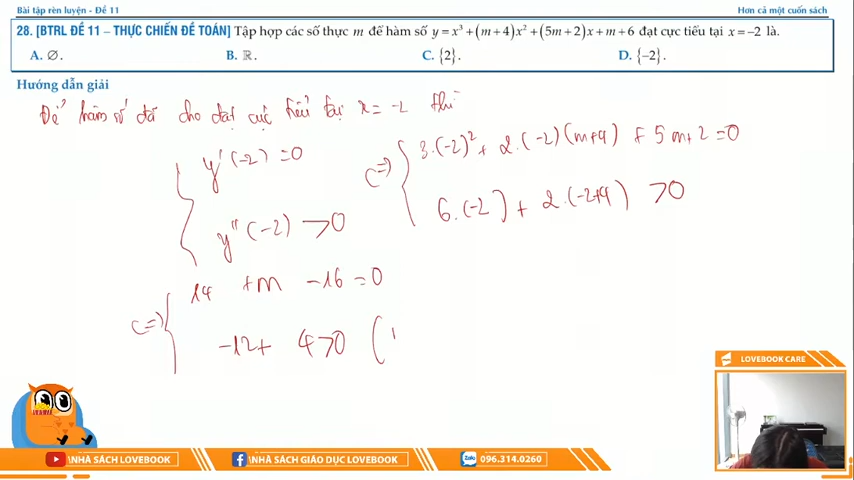 Bài tập rèn luyện - Đề 11
Hơn cả một cuốn sách
28. [BTRL ĐỀ 11 – THỰC CHIẾN ĐỀ TOÁN] Tập hợp các số thực m để hàm số y = x³ + (m+4)x² + (5m+2)x + m + 6 đạt cực tiểu tại x = −2 là.
A. ∅. B. ℝ. C. {2}. D. {−2}.
Hướng dẫn giải
Để hàm số đã cho đạt cực tiểu tại x = -2 thì
y'(-2) = 0
y''(-2) > 0
<=> 3.(-2)² + 2.(-2)(m+4) + 5m+2 = 0
6.(-2) + 2.(-2+4) > 0
<=> 14 + m - 16 = 0
-12 + 4 > 0 (
LOVEBOOK CARE
NHÀ SÁCH LOVEBOOK
NHÀ SÁCH GIÁO DỤC LOVEBOOK
Zalo 096.314.0260